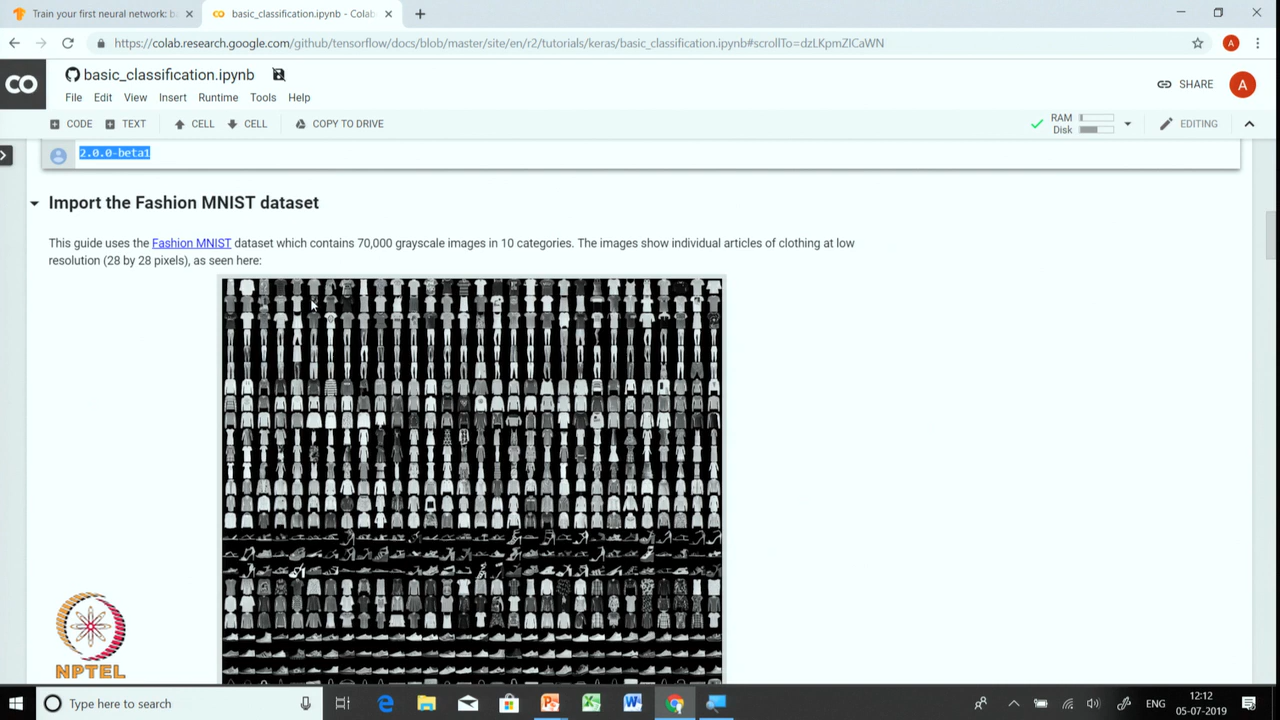 Train your first neural network: ba
basic_classification.ipynb - Colab
https://colab.research.google.com/github/tensorflow/docs/blob/master/site/en/r2/tutorials/keras/basic_classification.ipynb#scrollTo=dzLKpmZICaWN
A
CO
basic_classification.ipynb
SHARE
A
File Edit View Insert Runtime Tools Help
CODE TEXT CELL CELL COPY TO DRIVE
RAM
Disk
EDITING
2.0.0-beta1
Import the Fashion MNIST dataset
This guide uses the Fashion MNIST dataset which contains 70,000 grayscale images in 10 categories. The images show individual articles of clothing at low
resolution (28 by 28 pixels), as seen here:
NPTEL
Type here to search
ENG
12:12
05-07-2019